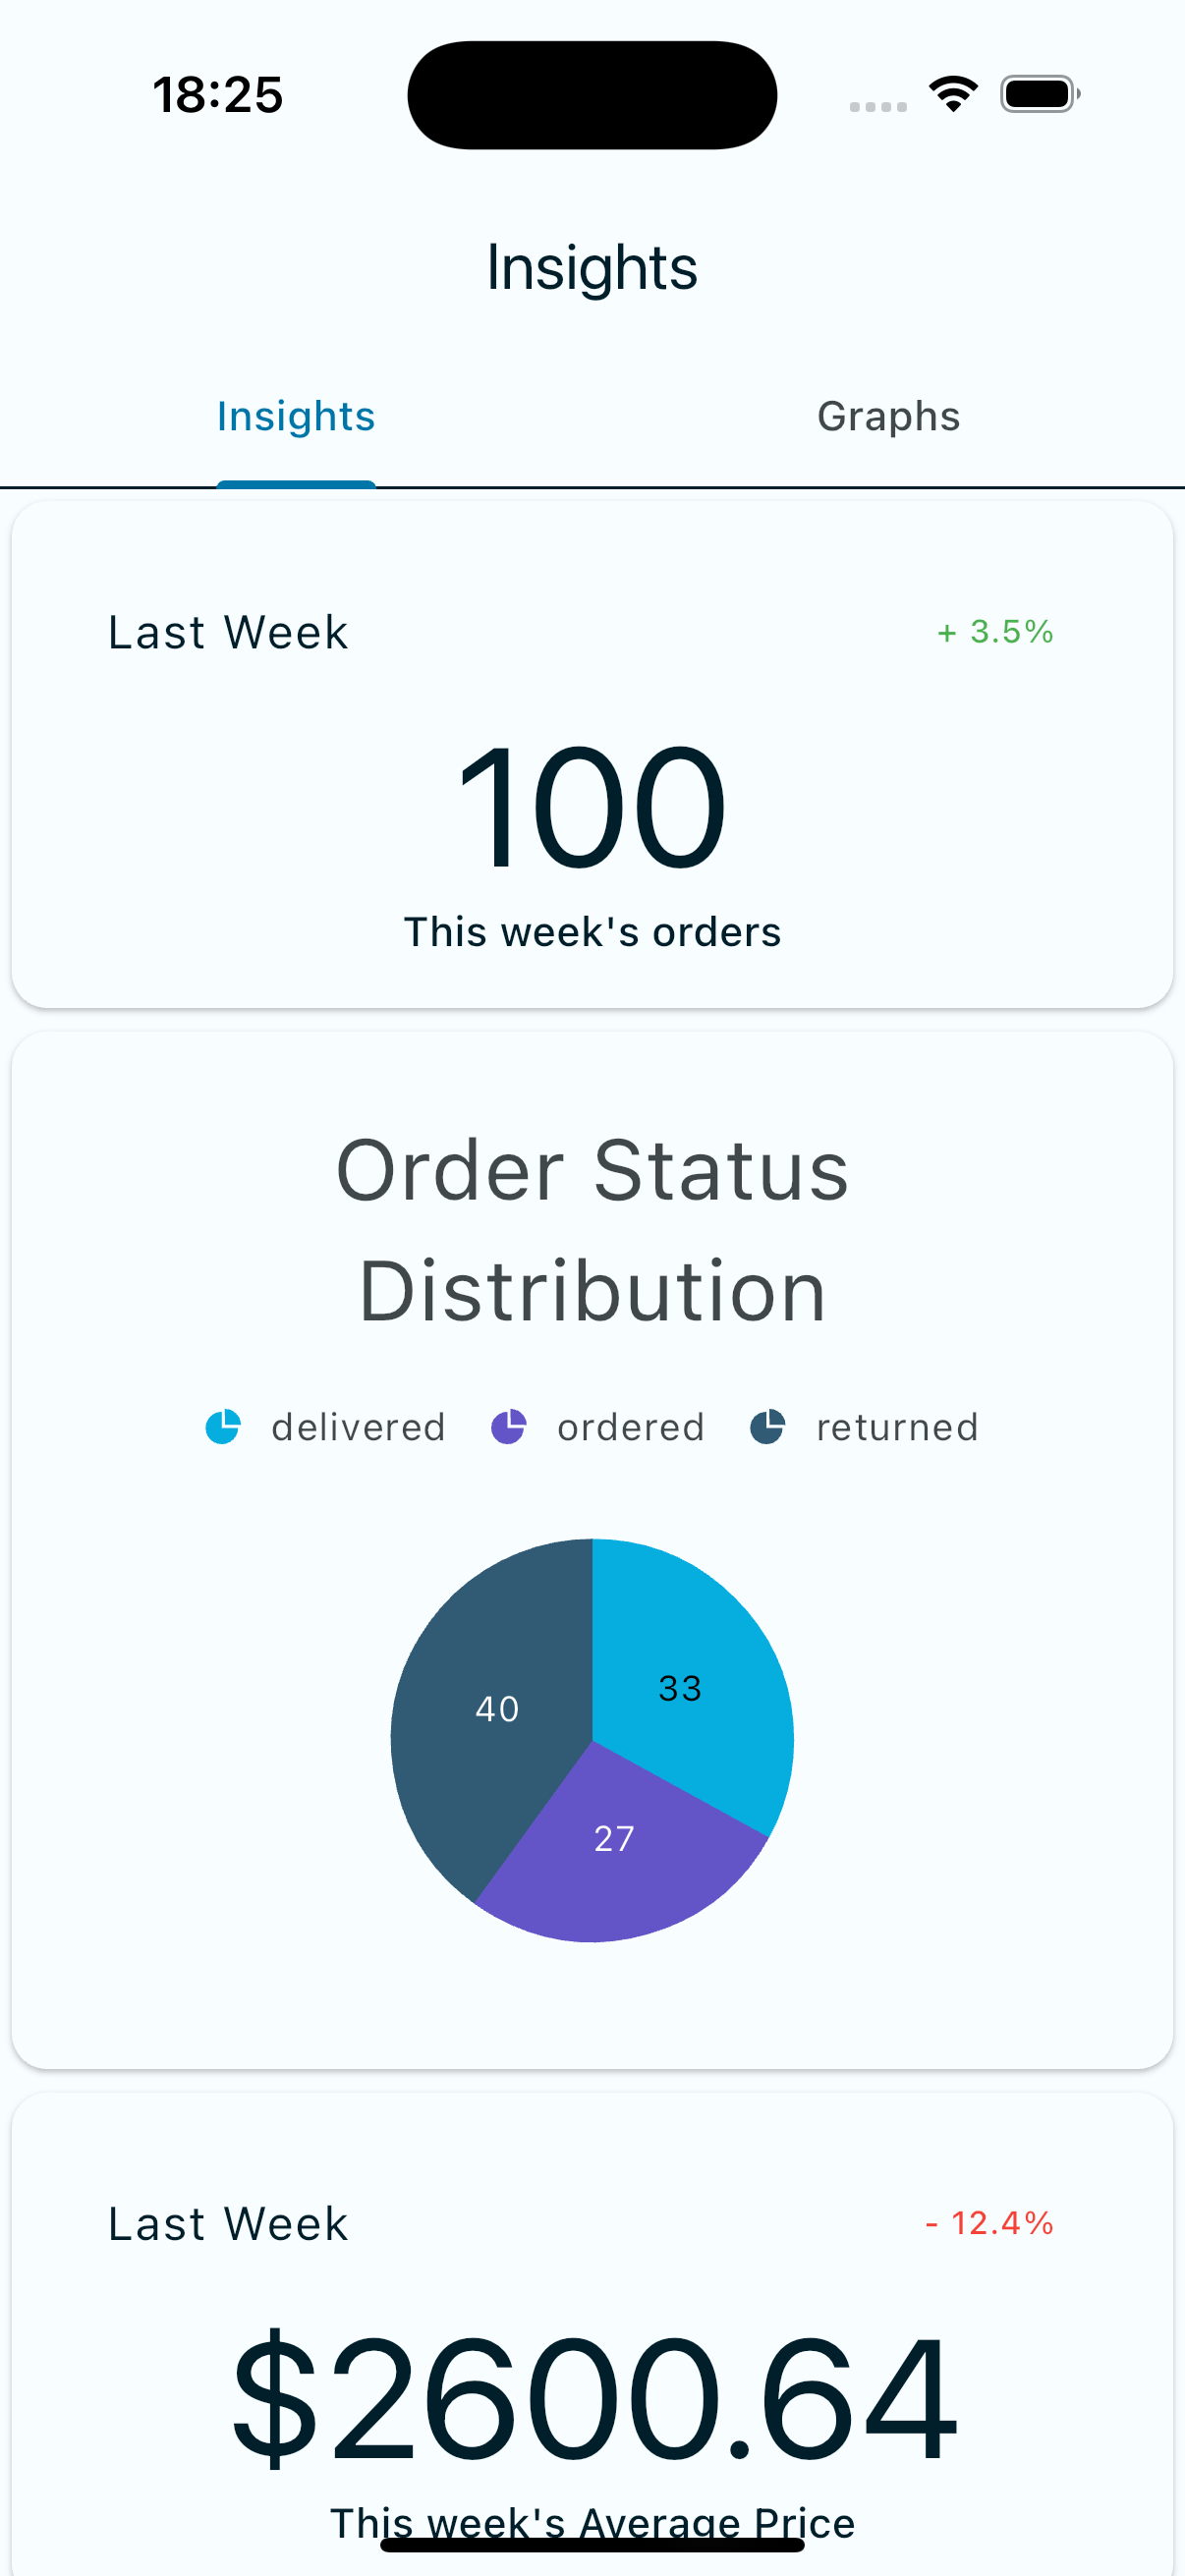 18:25
Insights
Insights Graphs
Last Week + 3.5%
100
This week's orders
Order Status
Distribution
delivered ordered returned
33
40
27
Last Week - 12.4%
$2600.64
This week's Average Price